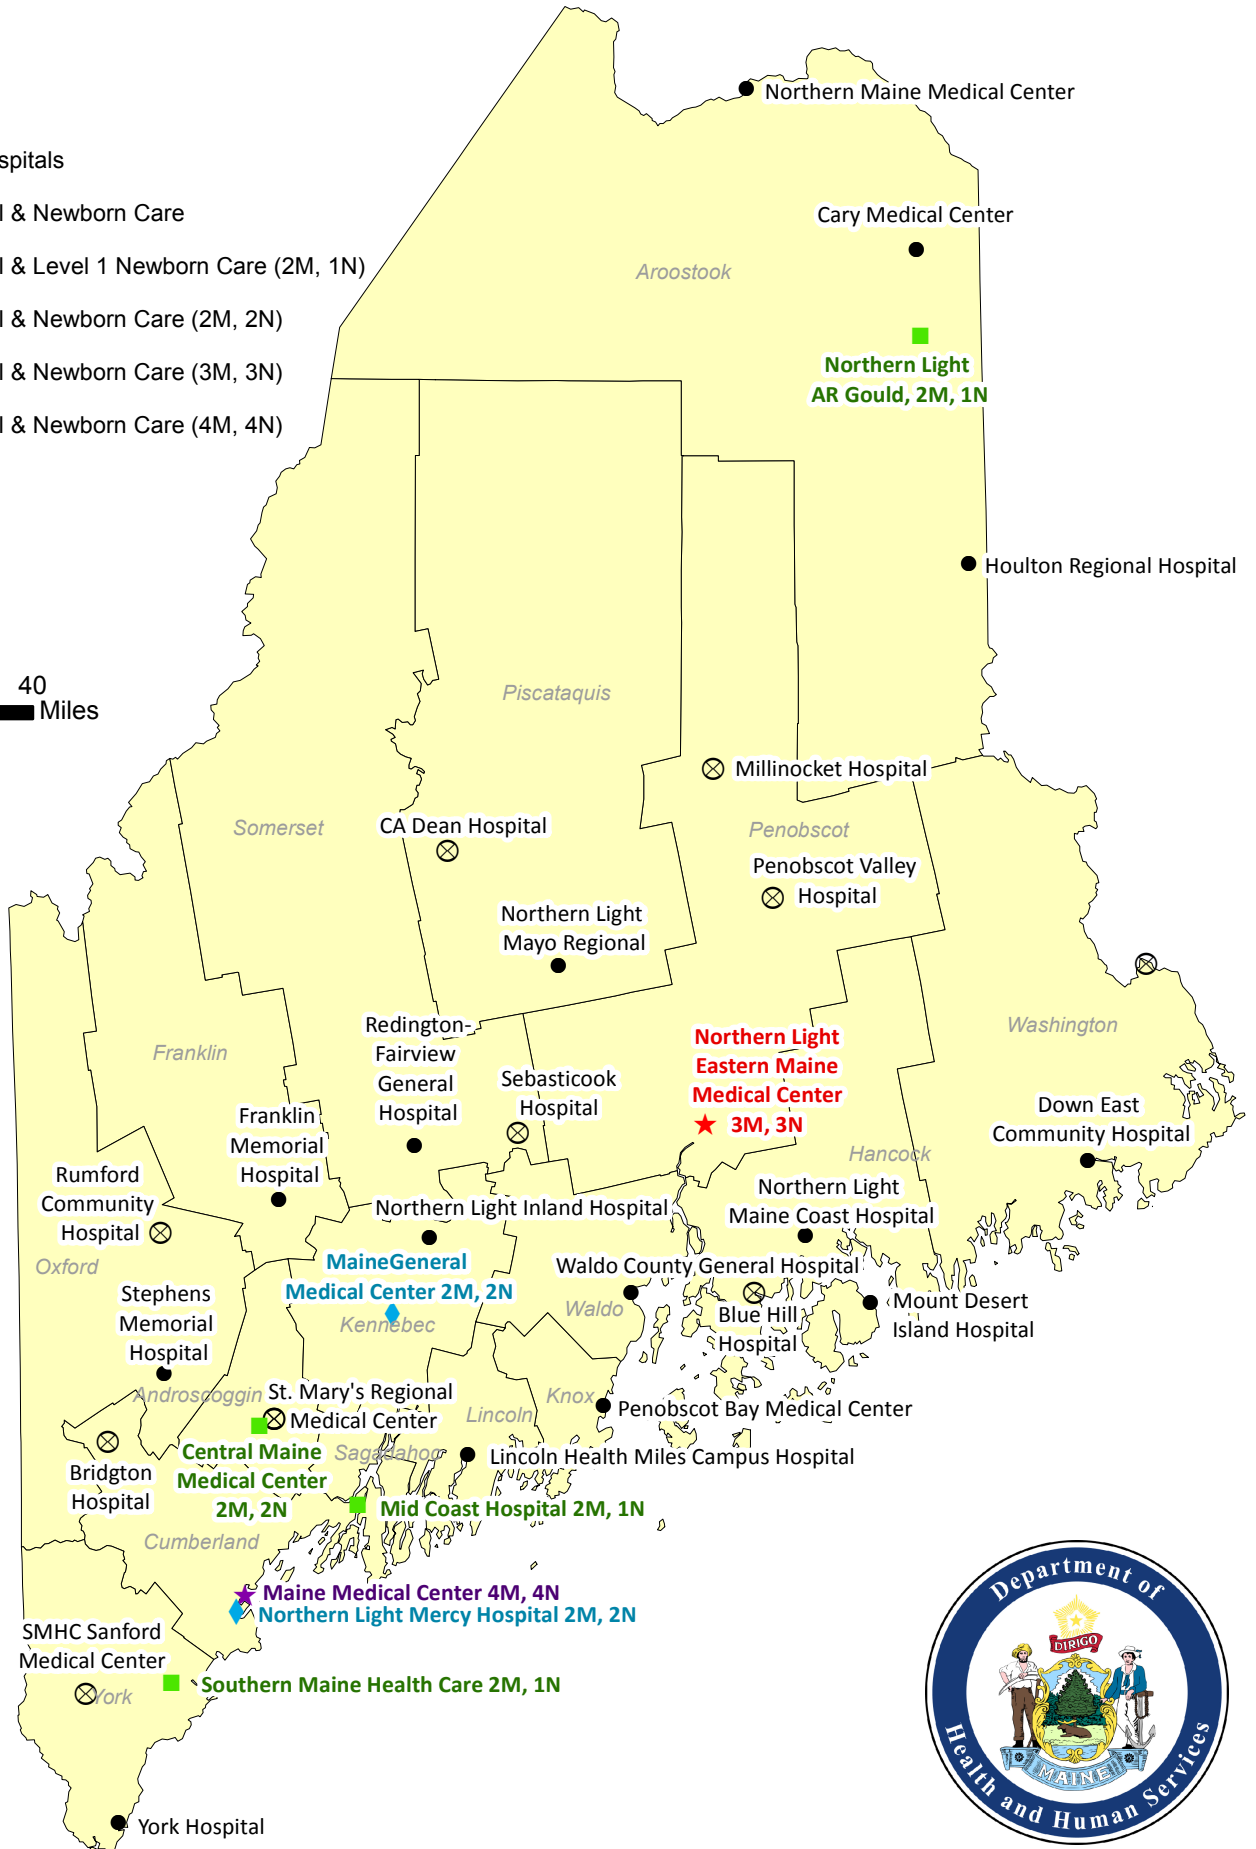 Northern Maine Medical Center
spitals
l & Newborn Care
Cary Medical Center
l & Level 1 Newborn Care (2M, 1N)
Aroostook
l & Newborn Care (2M, 2N)
Northern Light
AR Gould, 2M, 1N
l & Newborn Care (3M, 3N)
l & Newborn Care (4M, 4N)
Houlton Regional Hospital
40
Miles
Piscataquis
Millinocket Hospital
Somerset
CA Dean Hospital
Penobscot
Penobscot Valley
Hospital
Northern Light
Mayo Regional
Washington
Franklin
Redington-
Fairview
General
Hospital
Northern Light
Eastern Maine
Medical Center
3M, 3N
Sebasticook
Hospital
Franklin
Memorial
Hospital
Down East
Community Hospital
Hancock
Rumford
Community
Hospital
Northern Light Inland Hospital
Northern Light
Maine Coast Hospital
Oxford
MaineGeneral
Medical Center 2M, 2N
Kennebec
Waldo County General Hospital
Waldo
Blue Hill
Hospital
Mount Desert
Island Hospital
Stephens
Memorial
Hospital
Androscoggin
St. Mary's Regional
Medical Center
Lincoln
Knox
Penobscot Bay Medical Center
Central Maine
Medical Center
2M, 2N
Sagadahoc
Lincoln Health Miles Campus Hospital
Bridgton
Hospital
Mid Coast Hospital 2M, 1N
Cumberland
Maine Medical Center 4M, 4N
Northern Light Mercy Hospital 2M, 2N
SMHC Sanford
Medical Center
York
Southern Maine Health Care 2M, 1N
York Hospital
Department of
DIRIGO
MAINE
Health and Human Services